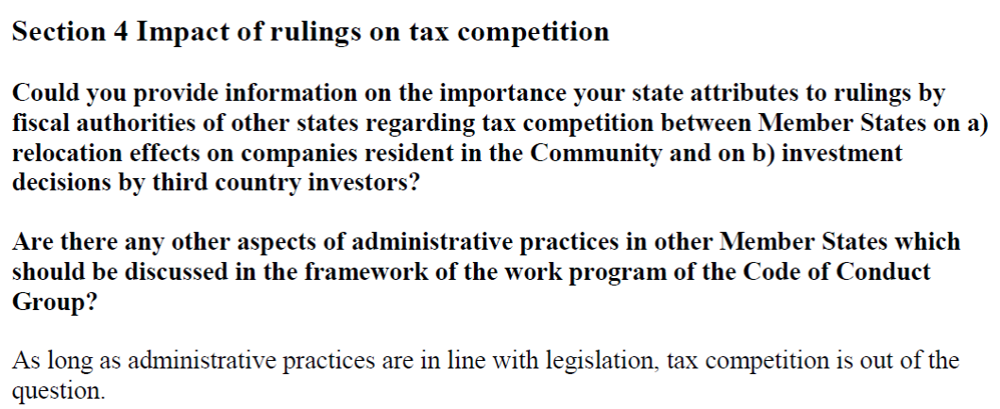 Section 4 Impact of rulings on tax competition
Could you provide information on the importance your state attributes to rulings by
fiscal authorities of other states regarding tax competition between Member States on a)
relocation effects on companies resident in the Community and on b) investment
decisions by third country investors?
Are there any other aspects of administrative practices in other Member States which
should be discussed in the framework of the work program of the Code of Conduct
Group?
As long as administrative practices are in line with legislation, tax competition is out of the
question.